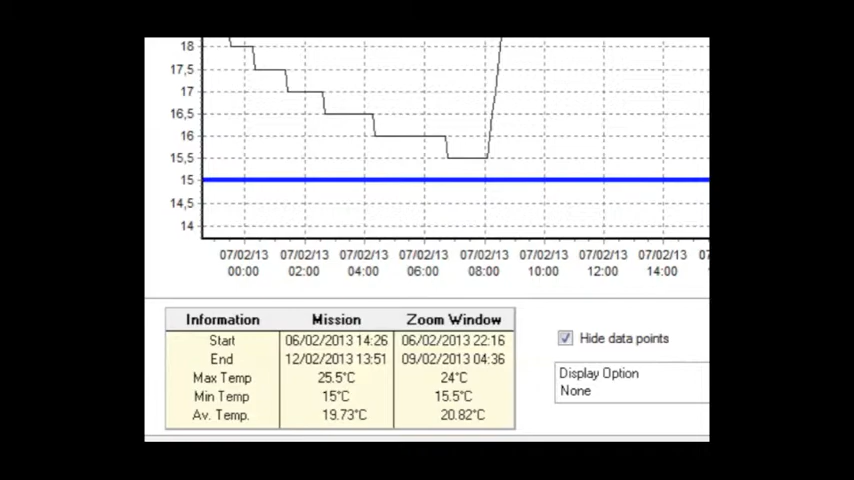 18
17,5
17
16,5
16
15,5
15
14,5
14
07/02/13 07/02/13 07/02/13 07/02/13 07/02/13 07/02/13 07/02/13 07/02/13
00:00 02:00 04:00 06:00 08:00 10:00 12:00 14:00
Information Mission Zoom Window
Start 06/02/2013 14:26 06/02/2013 22:16
End 12/02/2013 13:51 09/02/2013 04:36
Max Temp 25.5°C 24°C
Min Temp 15°C 15.5°C
Av. Temp. 19.73°C 20.82°C
Hide data points
Display Option
None